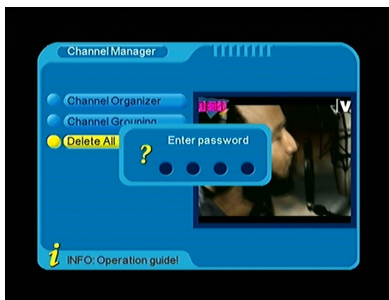 Channel Manager
Channel Organizer
Channel Grouping
Delete All
Enter password
?
V
i INFO: Operation guide!